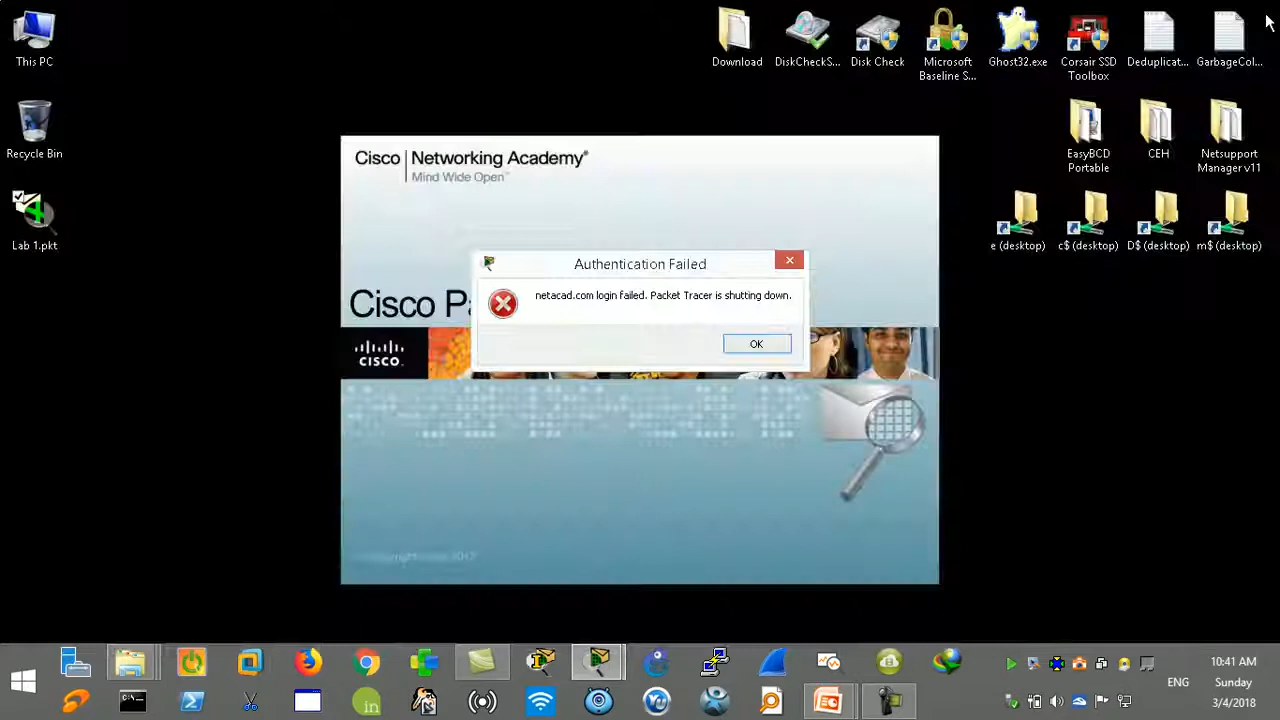 This PC
Recycle Bin
Lab 1.pkt
Download
DiskCheckS...
Disk Check
Microsoft
Baseline S...
Ghost32.exe
Corsair SSD
Toolbox
Deduplicat...
GarbageCol...
EasyBCD
Portable
CEH
Netsupport
Manager v11
e (desktop)
c$ (desktop)
D$ (desktop)
m$ (desktop)
Cisco Networking Academy®
Mind Wide Open™
Cisco Pa
CISCO
Authentication Failed
netacad.com login failed. Packet Tracer is shutting down.
OK
10:41 AM
ENG
Sunday
3/4/2018